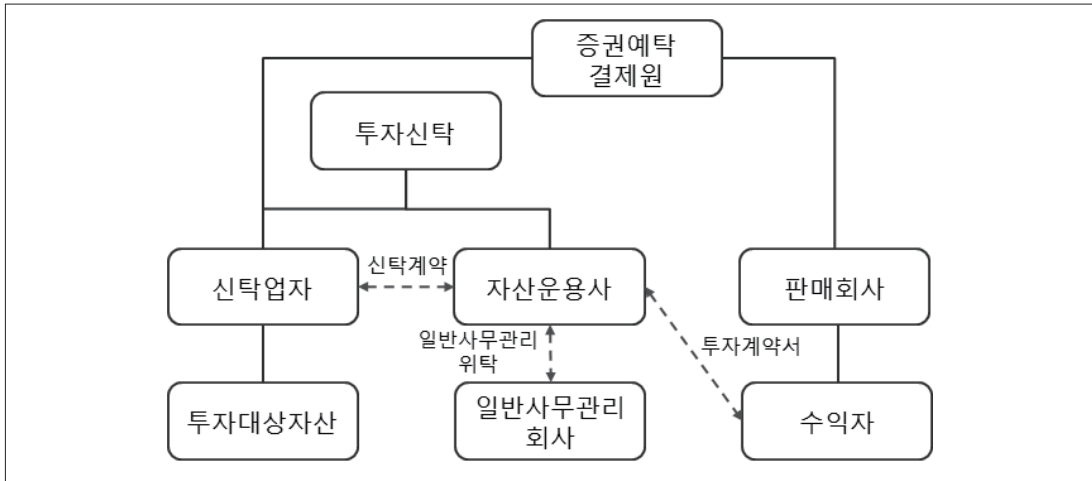 증권예탁
결제원
투자신탁
신탁업자
신탁계약
자산운용사
판매회사
일반사무관리
위탁
투자계약서
투자대상자산
일반사무관리
회사
수익자